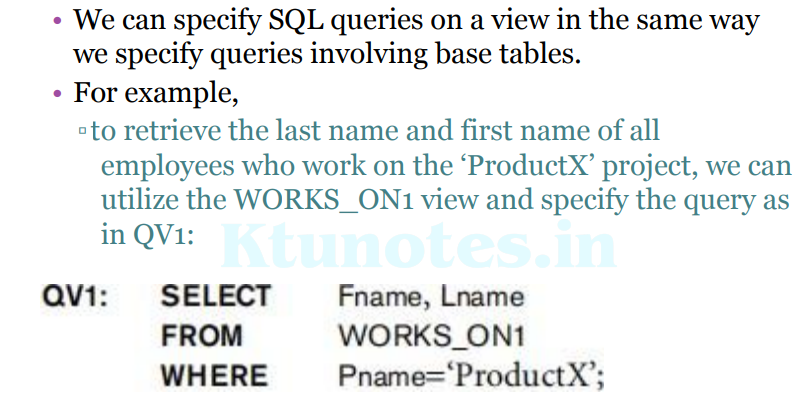 • We can specify SQL queries on a view in the same way
we specify queries involving base tables.
• For example,
▫to retrieve the last name and first name of all
employees who work on the ‘ProductX’ project, we can
utilize the WORKS_ON1 view and specify the query as
in QV1:
Ktunotes.in
QV1: SELECT Fname, Lname
FROM WORKS_ON1
WHERE Pname=‘ProductX’;